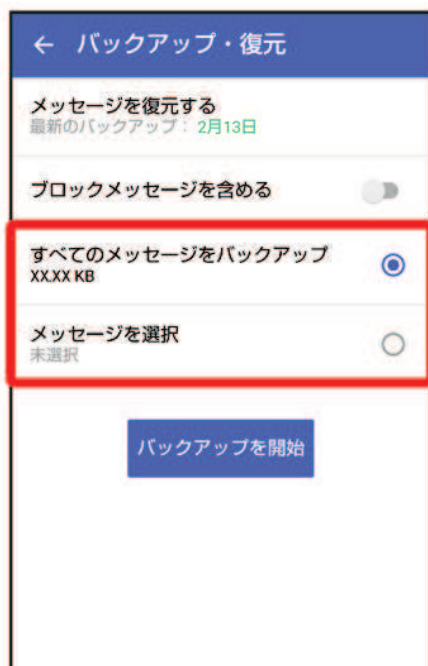 バックアップ・復元
メッセージを復元する
最新のバックアップ： 2月13日
ブロックメッセージを含める
すべてのメッセージをバックアップ
XX.XX KB
メッセージを選択
未選択
バックアップを開始